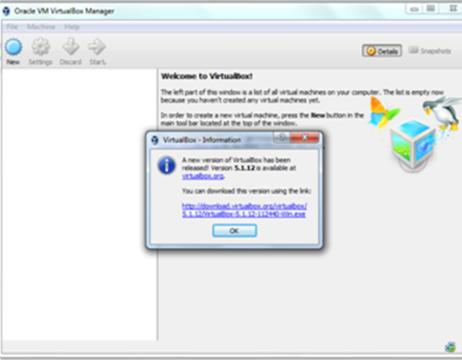 Oracle VM VirtualBox Manager
File Machine Help
New Settings Discard Start
Details Snapshots
Welcome to VirtualBox!
The left part of this window is a list of all virtual machines on your computer. The list is empty now
because you haven't created any virtual machines yet.
In order to create a new virtual machine, press the New button in the
main tool bar located at the top of the window.
VirtualBox - Information
A new version of VirtualBox has been
released! Version 5.1.12 is available at
virtualbox.org.
You can download this version using the link:
http://download.virtualbox.org/virtualbox/
5.1.12/VirtualBox-5.1.12-112440-Win.exe
OK